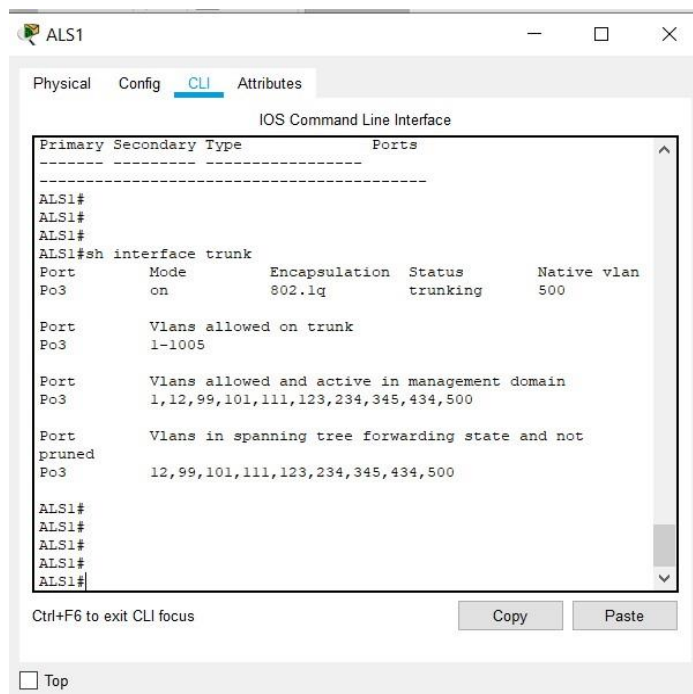 ALS1
Physical Config CLI Attributes
IOS Command Line Interface
Primary Secondary Type Ports
------- --------- -----------------
------------------------------------------
ALS1#
ALS1#
ALS1#
ALS1#sh interface trunk
Port Mode Encapsulation Status Native vlan
Po3 on 802.1q trunking 500
Port Vlans allowed on trunk
Po3 1-1005
Port Vlans allowed and active in management domain
Po3 1,12,99,101,111,123,234,345,434,500
Port Vlans in spanning tree forwarding state and not
pruned
Po3 12,99,101,111,123,234,345,434,500
ALS1#
ALS1#
ALS1#
ALS1#
ALS1#
Ctrl+F6 to exit CLI focus Copy Paste
Top